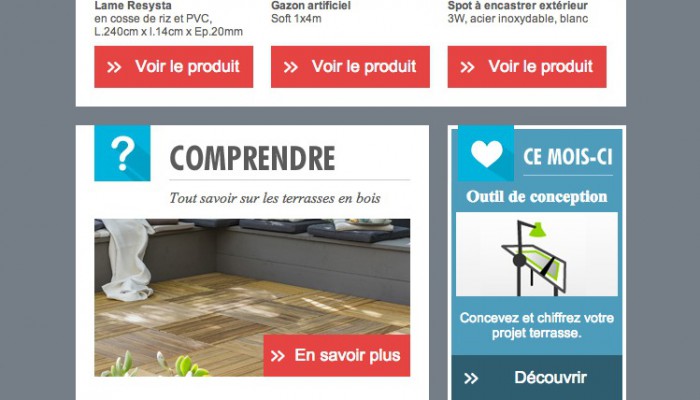 Lame Resysta
en cosse de riz et PVC,
L.240cm x l.14cm x Ep.20mm
Voir le produit
Gazon artificiel
Soft 1x4m
Voir le produit
Spot à encastrer extérieur
3W, acier inoxydable, blanc
Voir le produit
?
COMPRENDRE
Tout savoir sur les terrasses en bois
En savoir plus
CE MOIS-CI
Outil de conception
Concevez et chiffrez votre
projet terrasse.
Découvrir